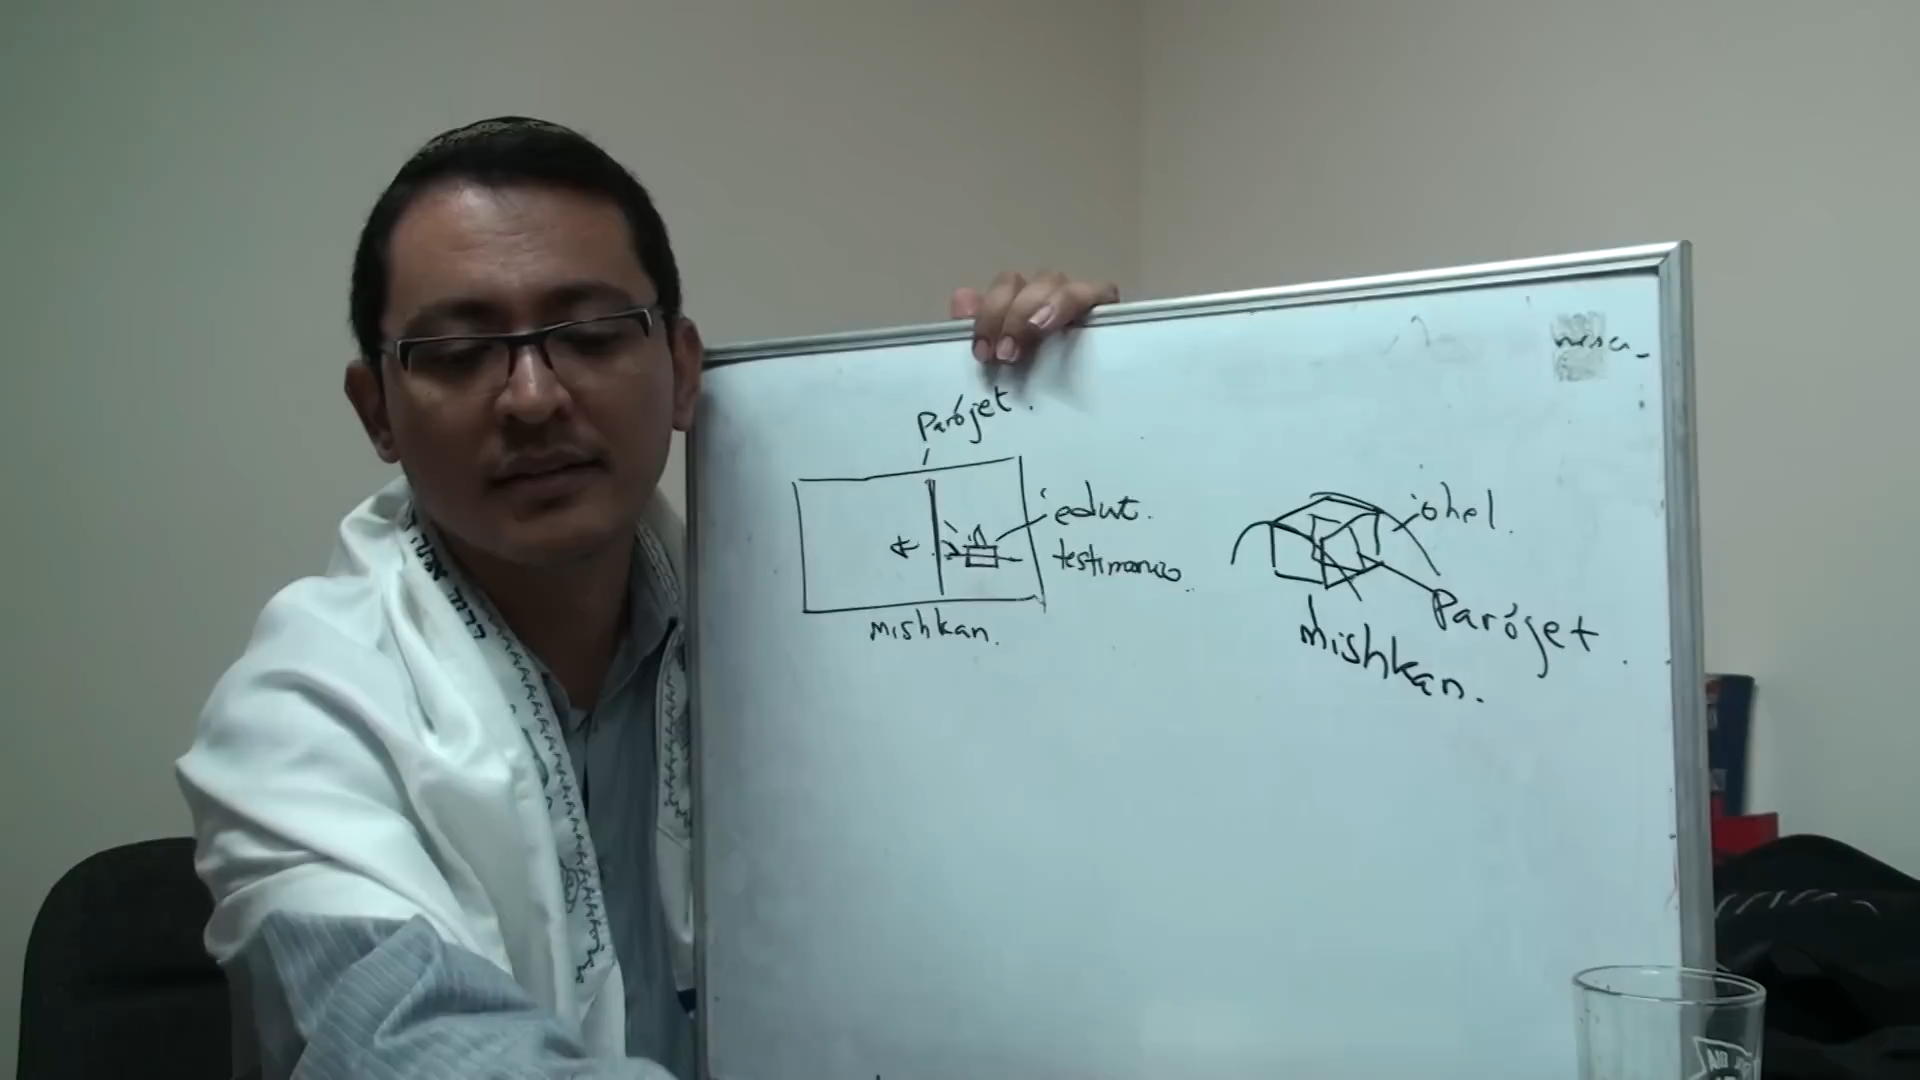 Parójet.
'edut.
testimonio
mishkan.
'ohel.
Parójet.
mishkan.